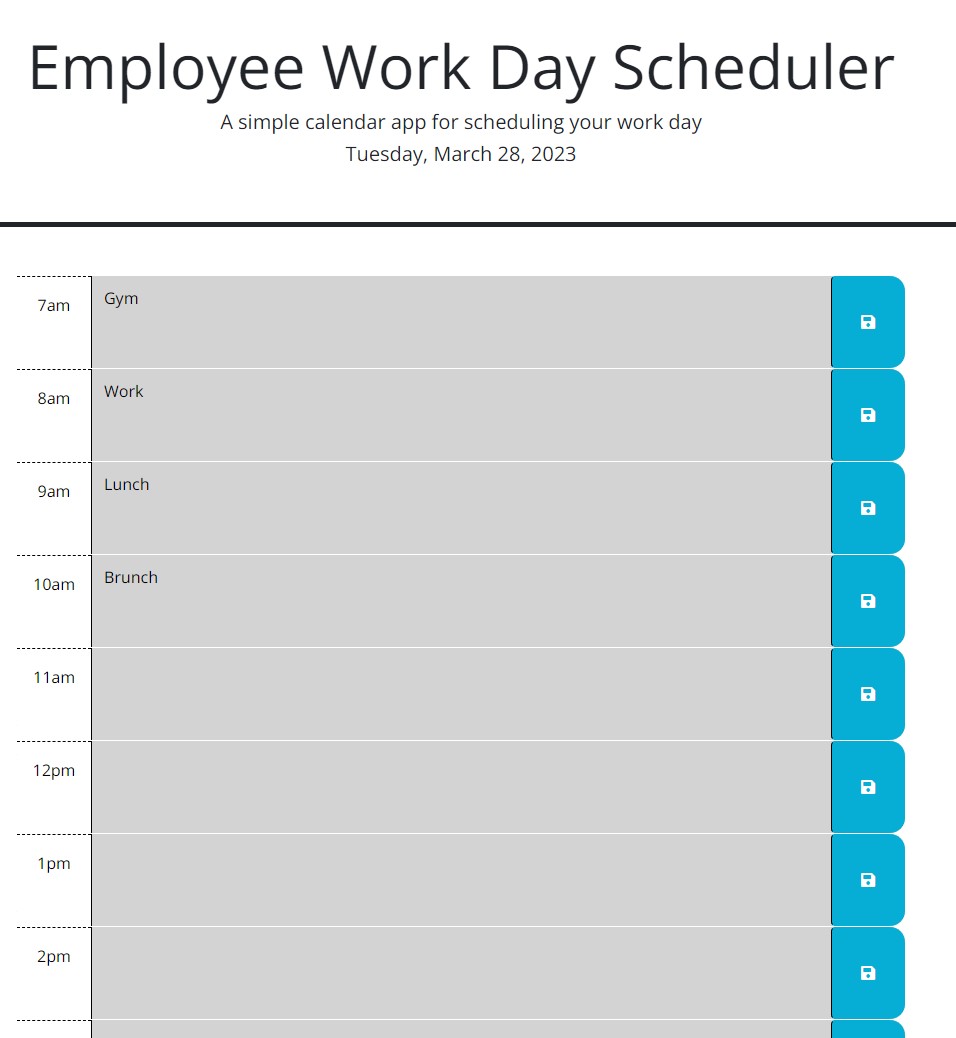 Employee Work Day Scheduler
A simple calendar app for scheduling your work day
Tuesday, March 28, 2023
7am
Gym
8am
Work
9am
Lunch
10am
Brunch
11am
12pm
1pm
2pm